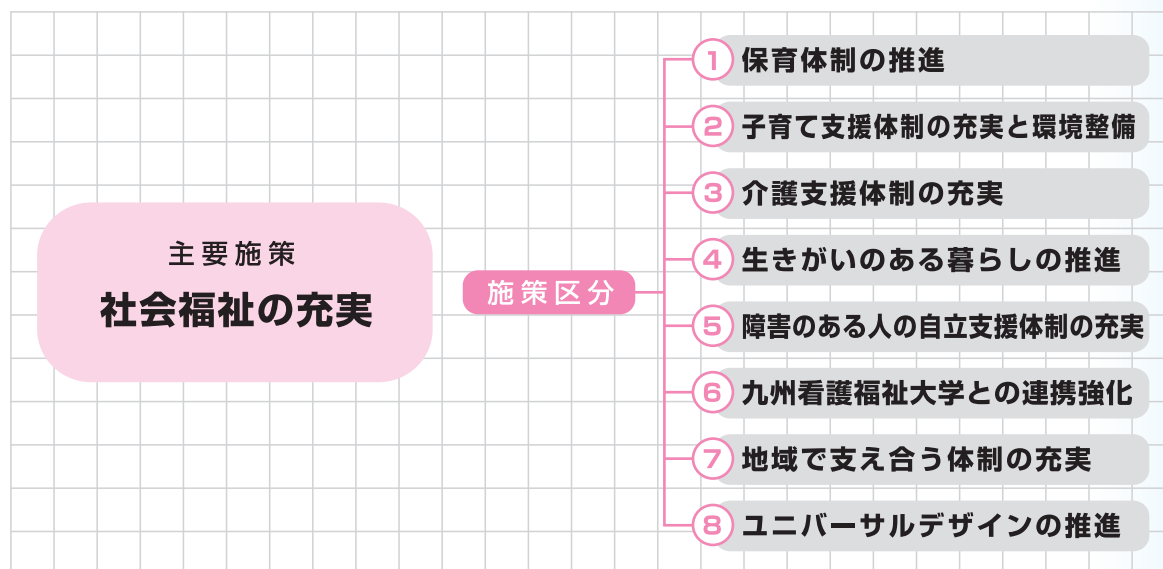 主要施策
社会福祉の充実
施策区分
1 保育体制の推進
2 子育て支援体制の充実と環境整備
3 介護支援体制の充実
4 生きがいのある暮らしの推進
5 障害のある人の自立支援体制の充実
6 九州看護福祉大学との連携強化
7 地域で支え合う体制の充実
8 ユニバーサルデザインの推進